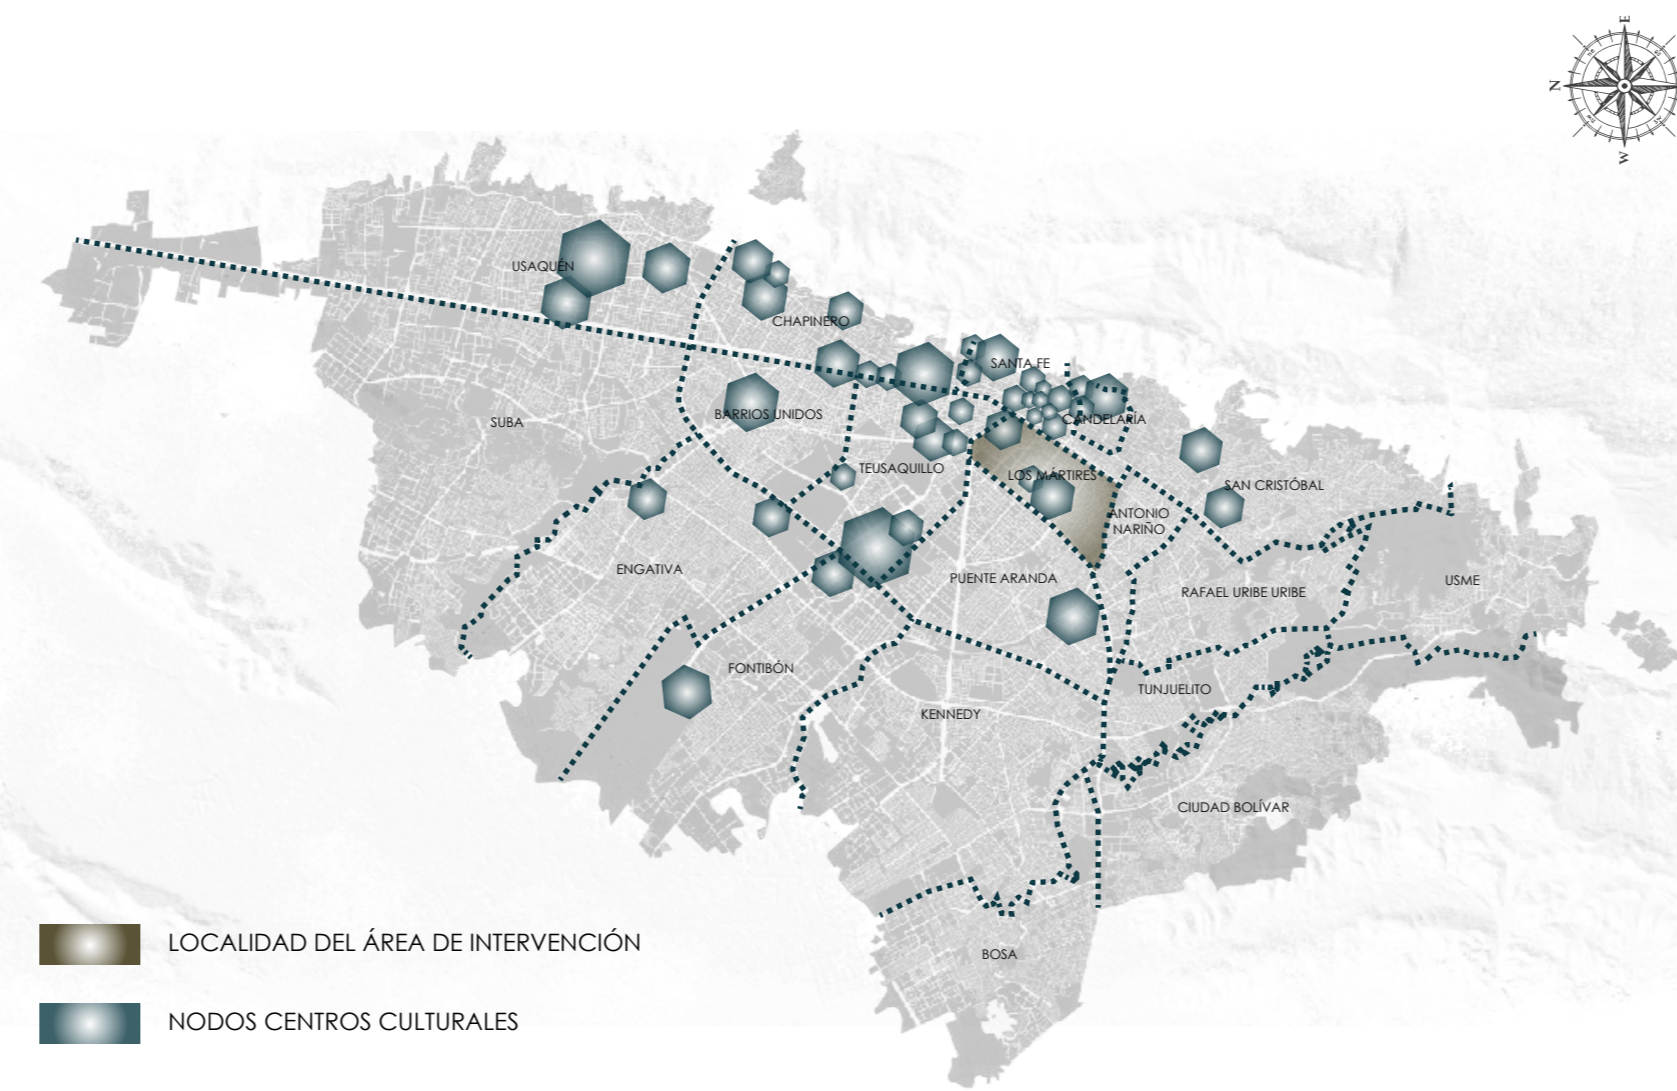 E
N
W
USAQUÉN
CHAPINERO
SANTA FE
SUBA
BARRIOS UNIDOS
CANDELARÍA
TEUSAQUILLO
LOS MÁRTIRES
SAN CRISTÓBAL
ANTONIO
NARIÑO
ENGATIVA
PUENTE ARANDA
USME
RAFAEL URIBE URIBE
FONTIBÓN
TUNJUELITO
KENNEDY
CIUDAD BOLÍVAR
BOSA
LOCALIDAD DEL ÁREA DE INTERVENCIÓN
NODOS CENTROS CULTURALES